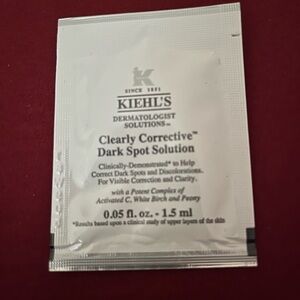 K
SINCE 1851
KIEHL'S
DERMATOLOGIST
SOLUTIONS™
Clearly Corrective™
Dark Spot Solution
Clinically-Demonstrated* to Help
Correct Dark Spots and Discolorations.
For Visible Correction and Clarity.
with a Potent Complex of
Activated C, White Birch and Peony
0.05 fl. oz. - 1.5 ml
*Results based upon a clinical study of upper layers of the skin